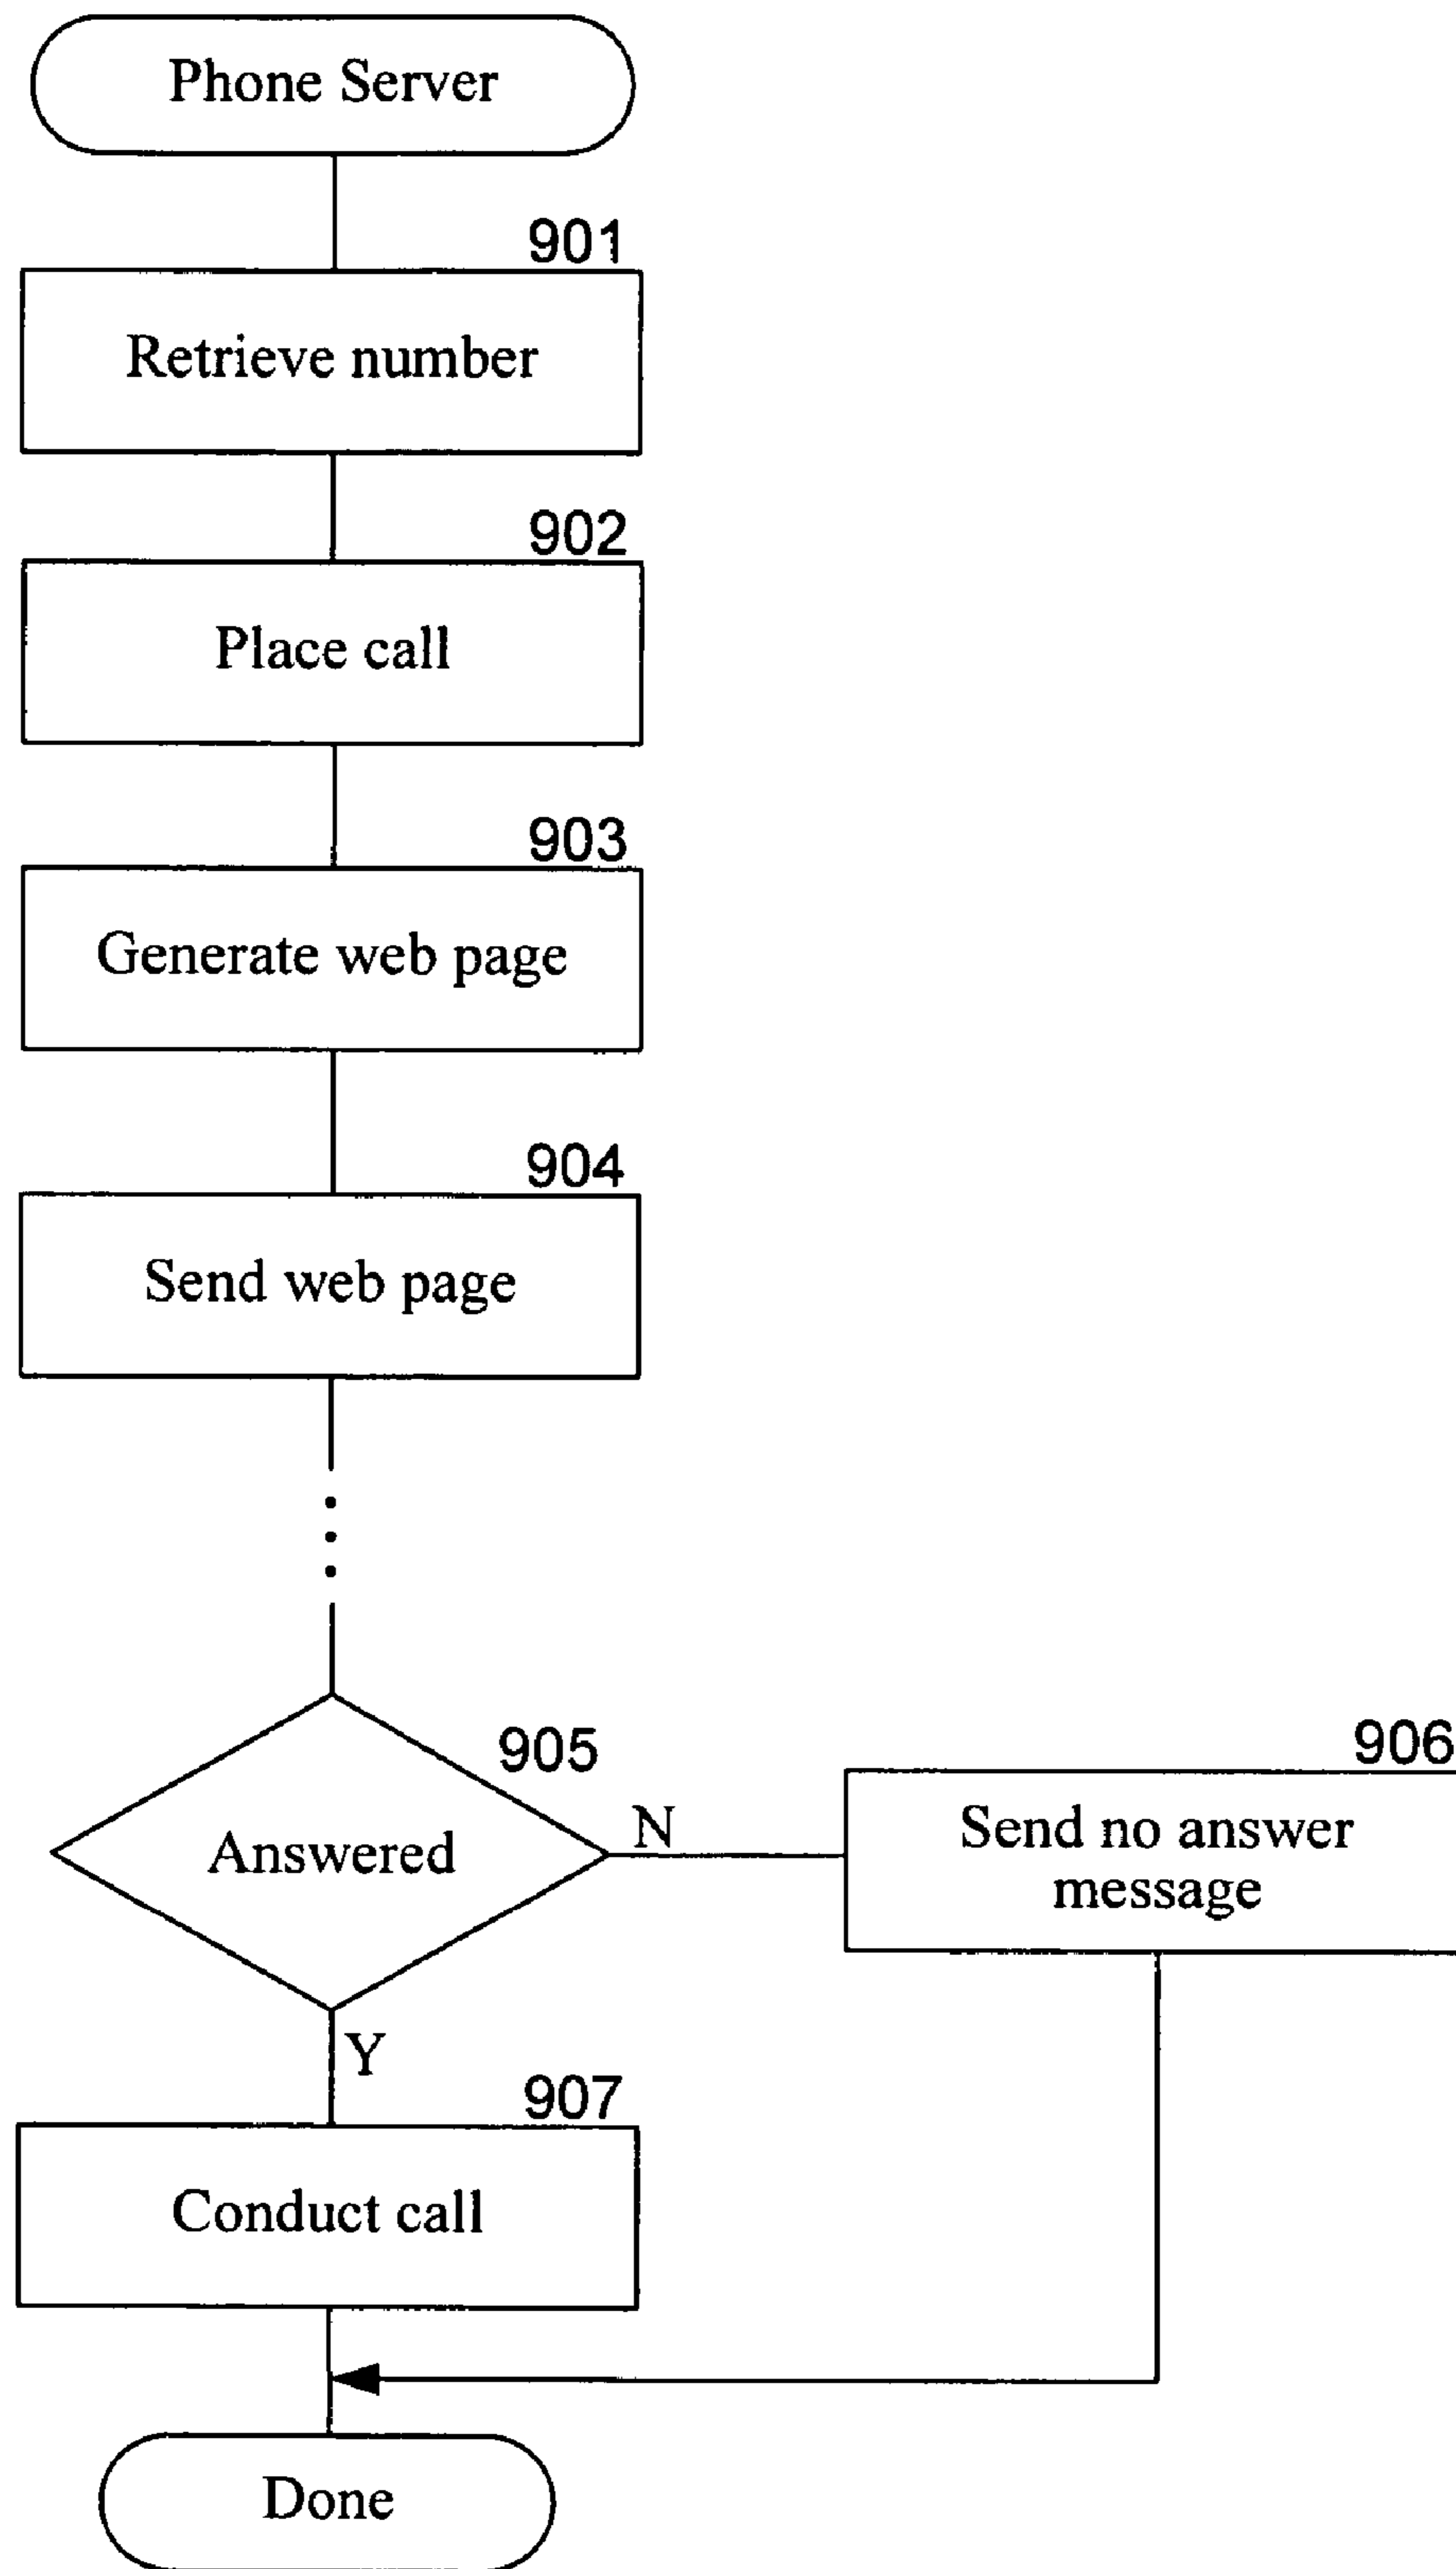 Phone Server
901
Retrieve number
902
Place call
903
Generate web page
904
Send web page
905
Answered
N
906
Send no answer
message
Y
907
Conduct call
Done